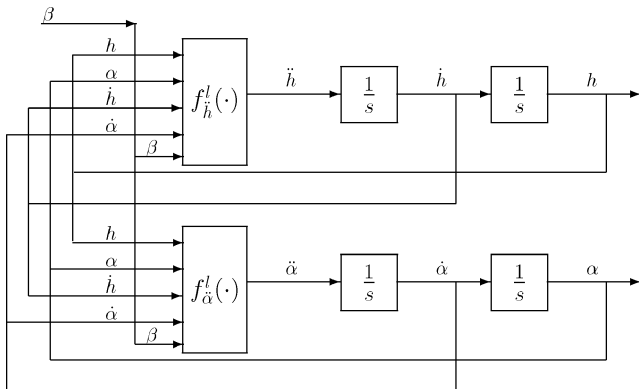 β
h
α
ḣ
α̇
β
f^l_ḧ(·)
ḧ
1/s
ḣ
1/s
h
h
α
ḣ
α̇
β
f^l_α̈(·)
α̈
1/s
α̇
1/s
α